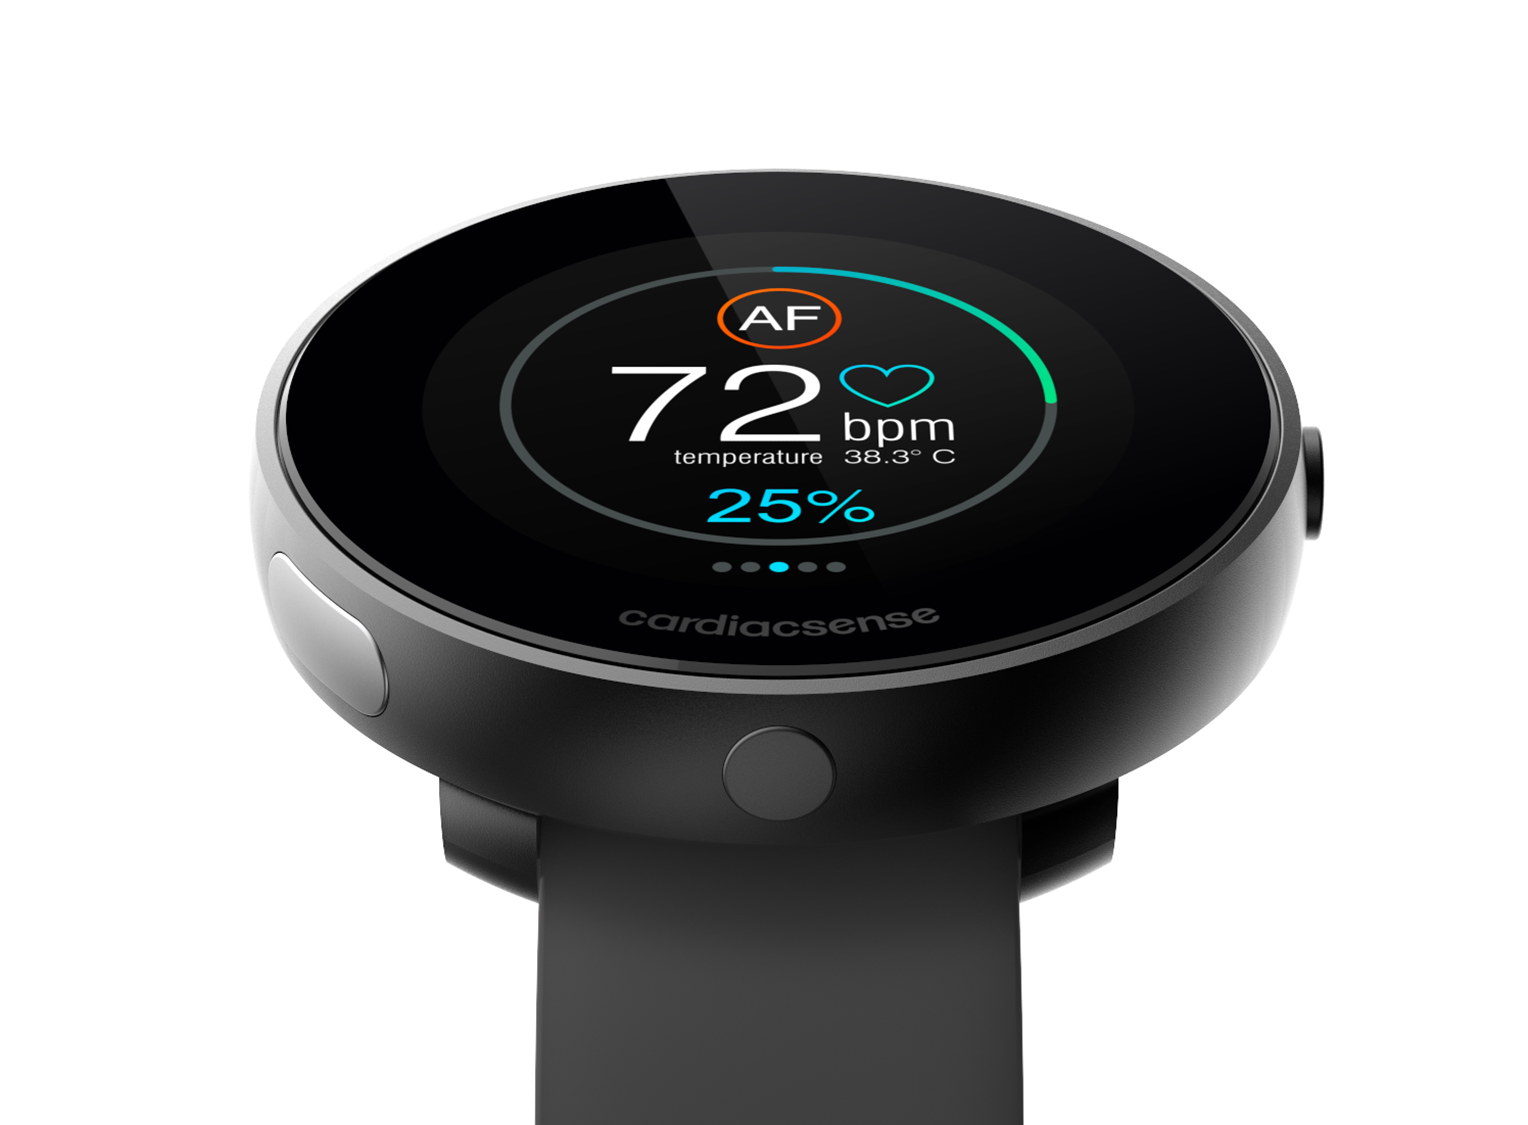 AF
72 bpm
temperature 38.3° C
25%
cardiacsense